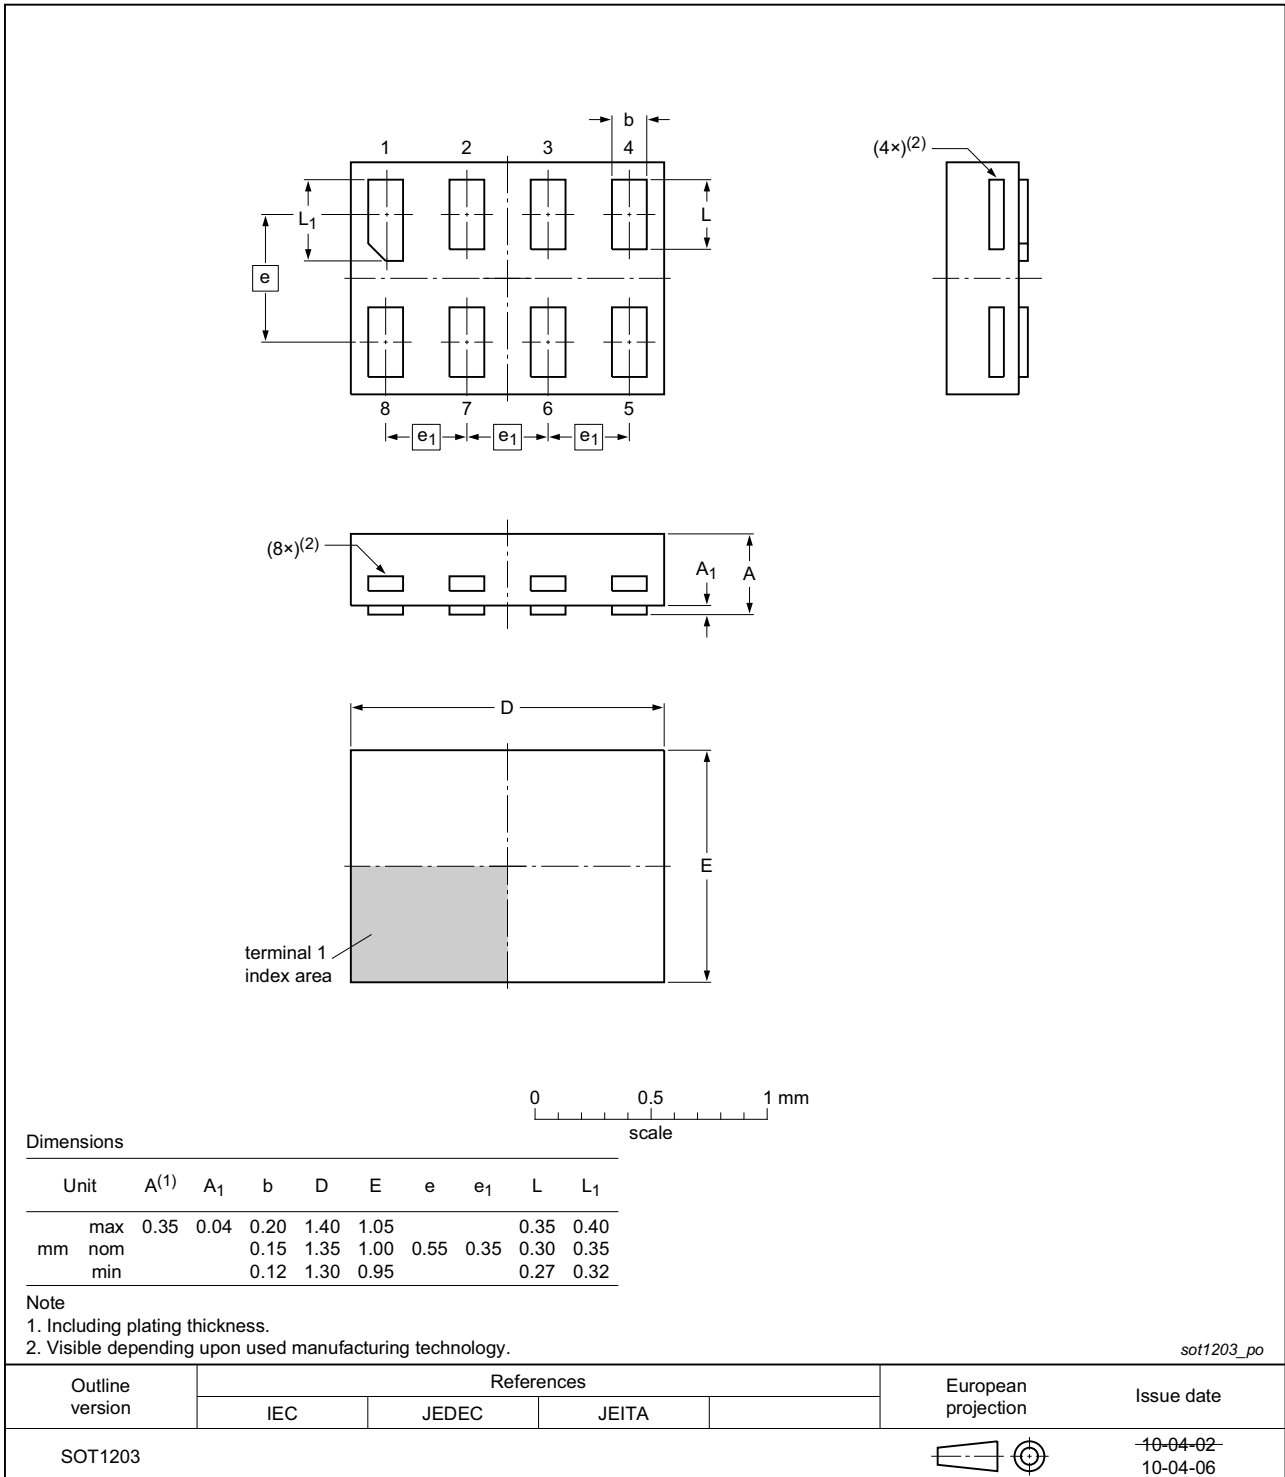 b
1 2 3 4
(4×)(2)
L1
L
e
8 7 6 5
e1 e1 e1
(8×)(2)
A1 A
D
E
terminal 1
index area
0 0.5 1 mm
scale
Dimensions
Unit A(1) A1 b D E e e1 L L1
max 0.35 0.04 0.20 1.40 1.05 0.35 0.40
mm nom 0.15 1.35 1.00 0.55 0.35 0.30 0.35
min 0.12 1.30 0.95 0.27 0.32
Note
1. Including plating thickness.
2. Visible depending upon used manufacturing technology.
sot1203_po
Outline
version
References
IEC JEDEC JEITA
European
projection
Issue date
SOT1203
10-04-02
10-04-06